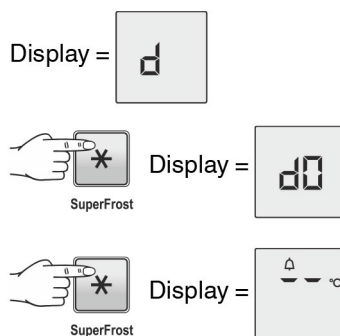 Display = d
SuperFrost
Display = d0
SuperFrost
Display = – – °C